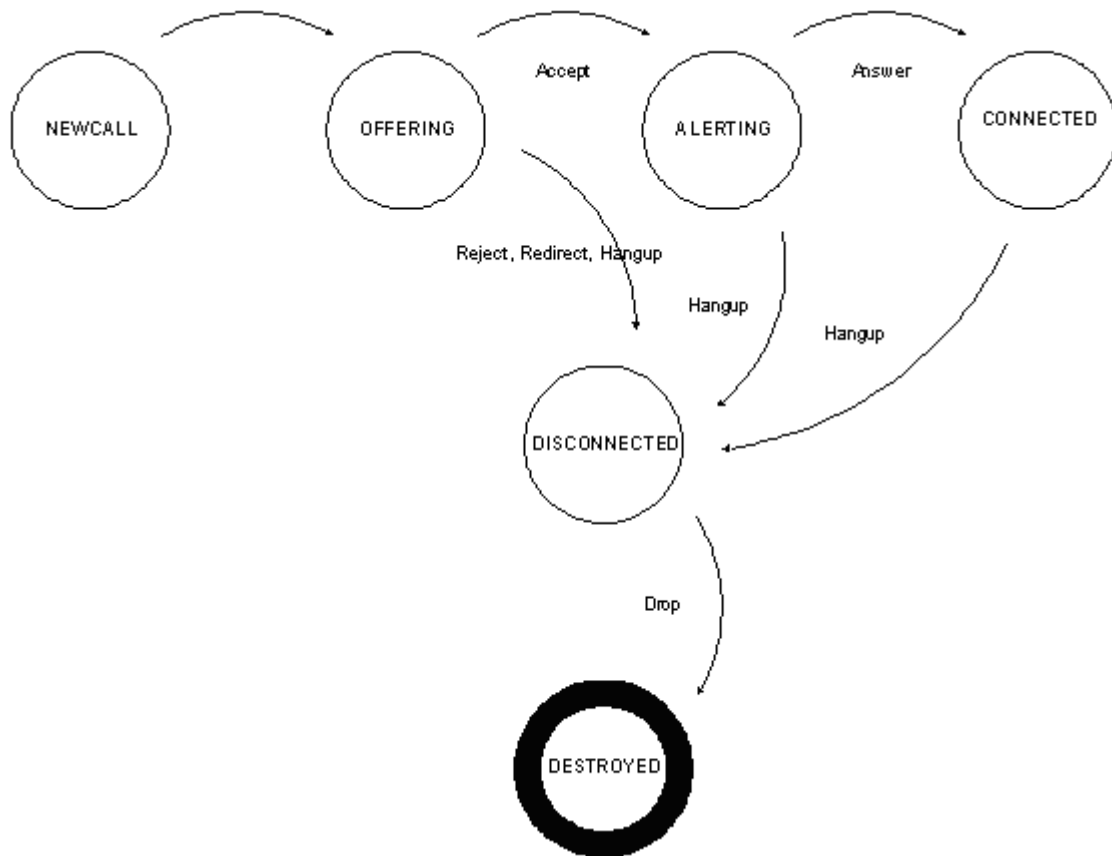 Accept
Answer
NEWCALL
OFFERING
ALERTING
CONNECTED
Reject, Redirect, Hangup
Hangup
Hangup
DISCONNECTED
Drop
DESTROYED